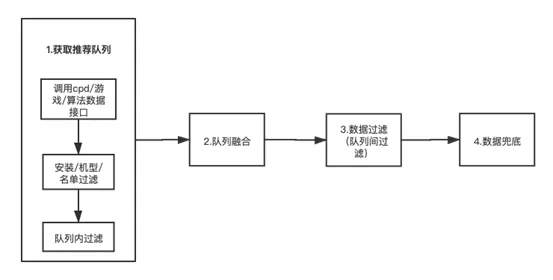 1.获取推荐队列
调用cpd/游
戏/算法数据
接口
安装/机型/
名单过滤
队列内过滤
2.队列融合
3.数据过滤
(队列间过
滤)
4.数据兜底